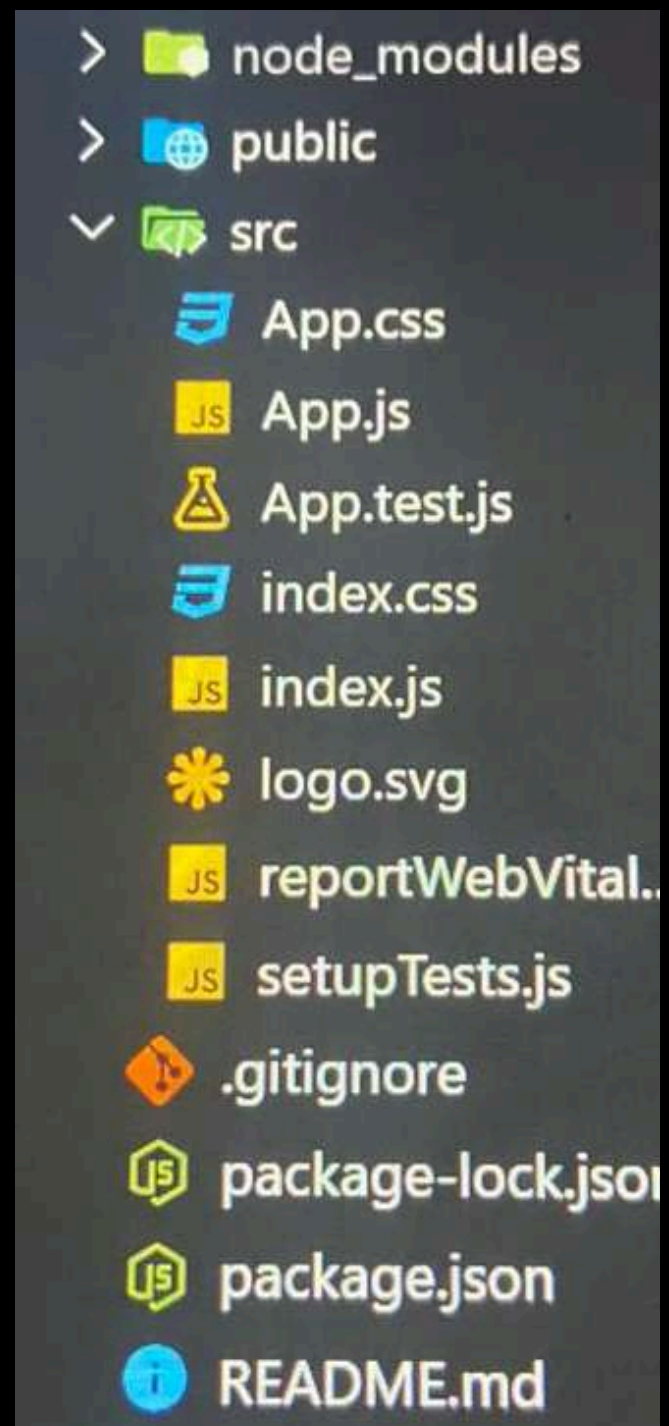 node_modules
public
src
App.css
App.js
App.test.js
index.css
index.js
logo.svg
reportWebVital..
setupTests.js
.gitignore
package-lock.json
package.json
README.md